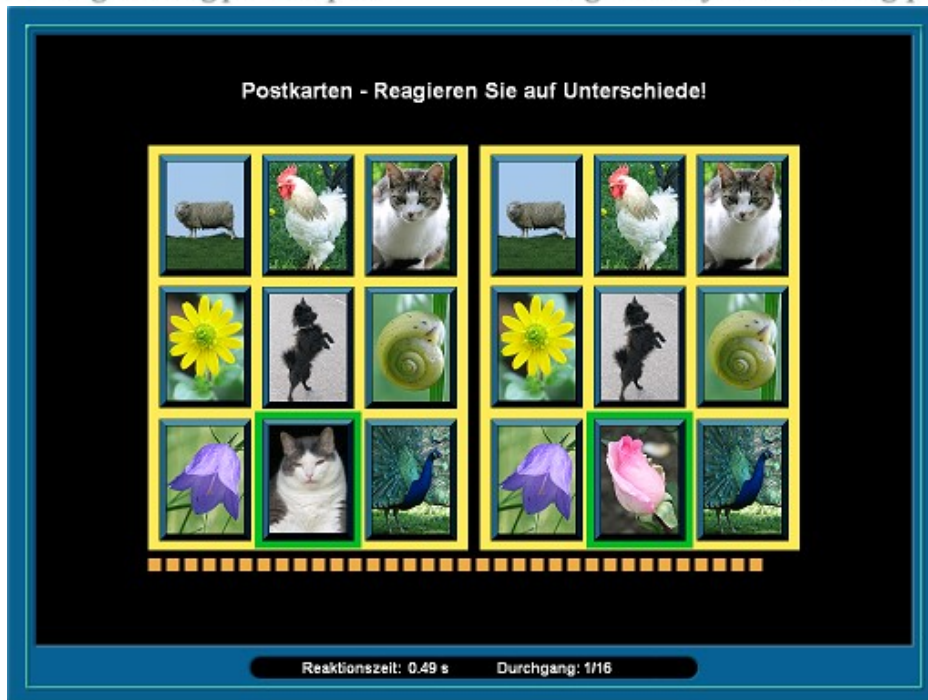 Postkarten - Reagieren Sie auf Unterschiede!
Reaktionszeit: 0.49 s Durchgang: 1/16